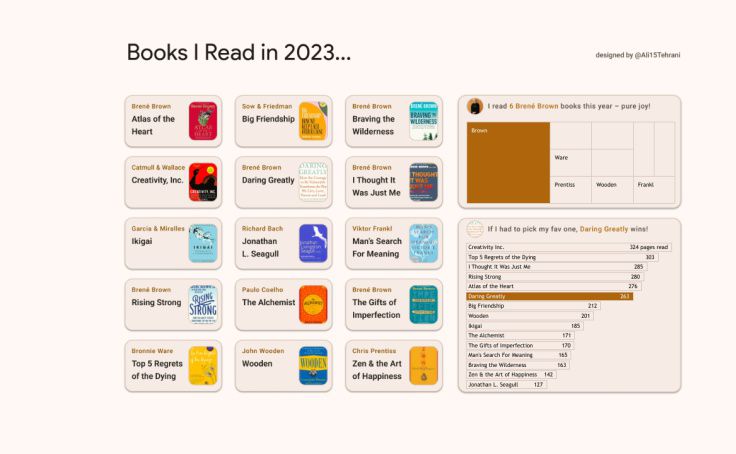 Books I Read in 2023...
designed by @Ali15Tehrani
Brené Brown
Atlas of the
Heart
Sow & Friedman
Big Friendship
Brené Brown
Braving the
Wilderness
Catmull & Wallace
Creativity, Inc.
Brené Brown
Daring Greatly
Brené Brown
I Thought It
Was Just Me
Garcia & Miralles
Ikigai
Richard Bach
Jonathan
L. Seagull
Viktor Frankl
Man's Search
For Meaning
Brené Brown
Rising Strong
Paulo Coelho
The Alchemist
Brené Brown
The Gifts of
Imperfection
Bronnie Ware
Top 5 Regrets
of the Dying
John Wooden
Wooden
Chris Prentiss
Zen & the Art
of Happiness
I read 6 Brené Brown books this year – pure joy!
Brown
Ware
Prentiss Wooden Frankl
If I had to pick my fav one, Daring Greatly wins!
Creativity Inc. 324 pages read
Top 5 Regrets of the Dying 303
I Thought It Was Just Me 285
Rising Strong 280
Atlas of the Heart 276
Daring Greatly 263
Big Friendship 212
Wooden 201
Ikigai 185
The Alchemist 171
The Gifts of Imperfection 170
Man's Search For Meaning 165
Braving the Wilderness 163
Zen & the Art of Happiness 142
Jonathan L. Seagull 127